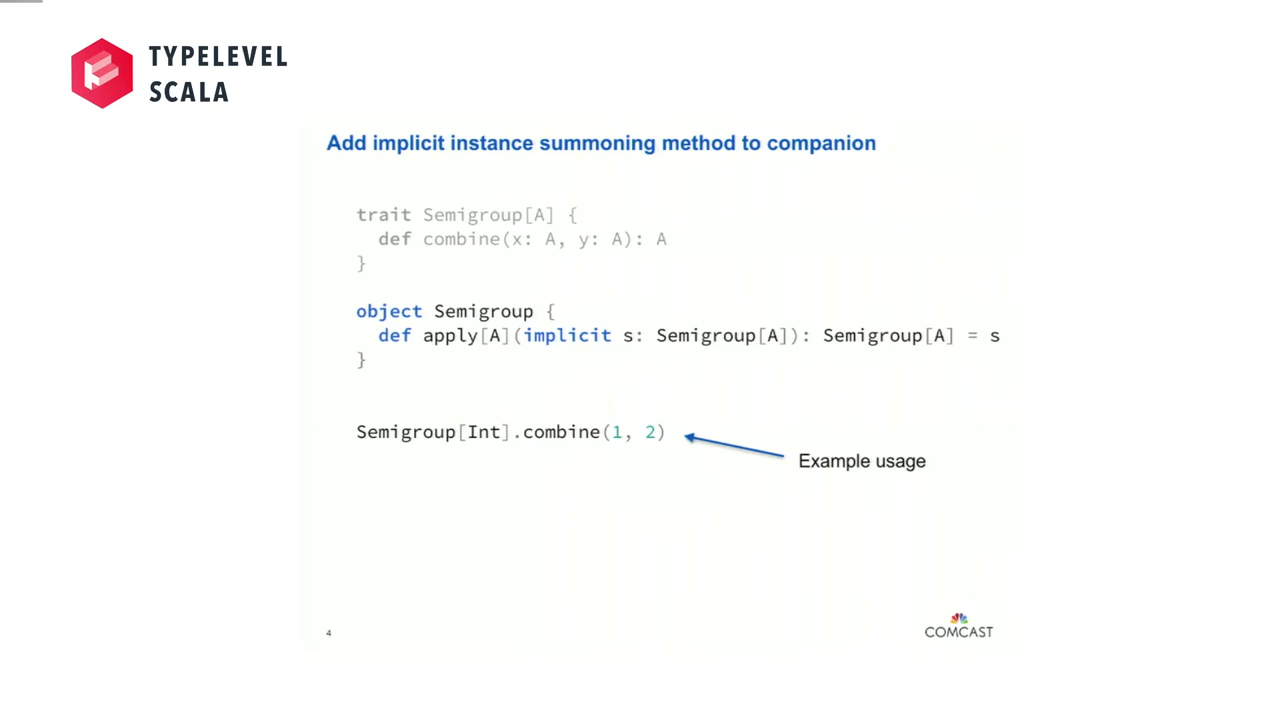 TYPELEVEL
SCALA
Add implicit instance summoning method to companion
trait Semigroup[A] {
  def combine(x: A, y: A): A
}
object Semigroup {
  def apply[A](implicit s: Semigroup[A]): Semigroup[A] = s
}
Semigroup[Int].combine(1, 2)
Example usage
4
COMCAST